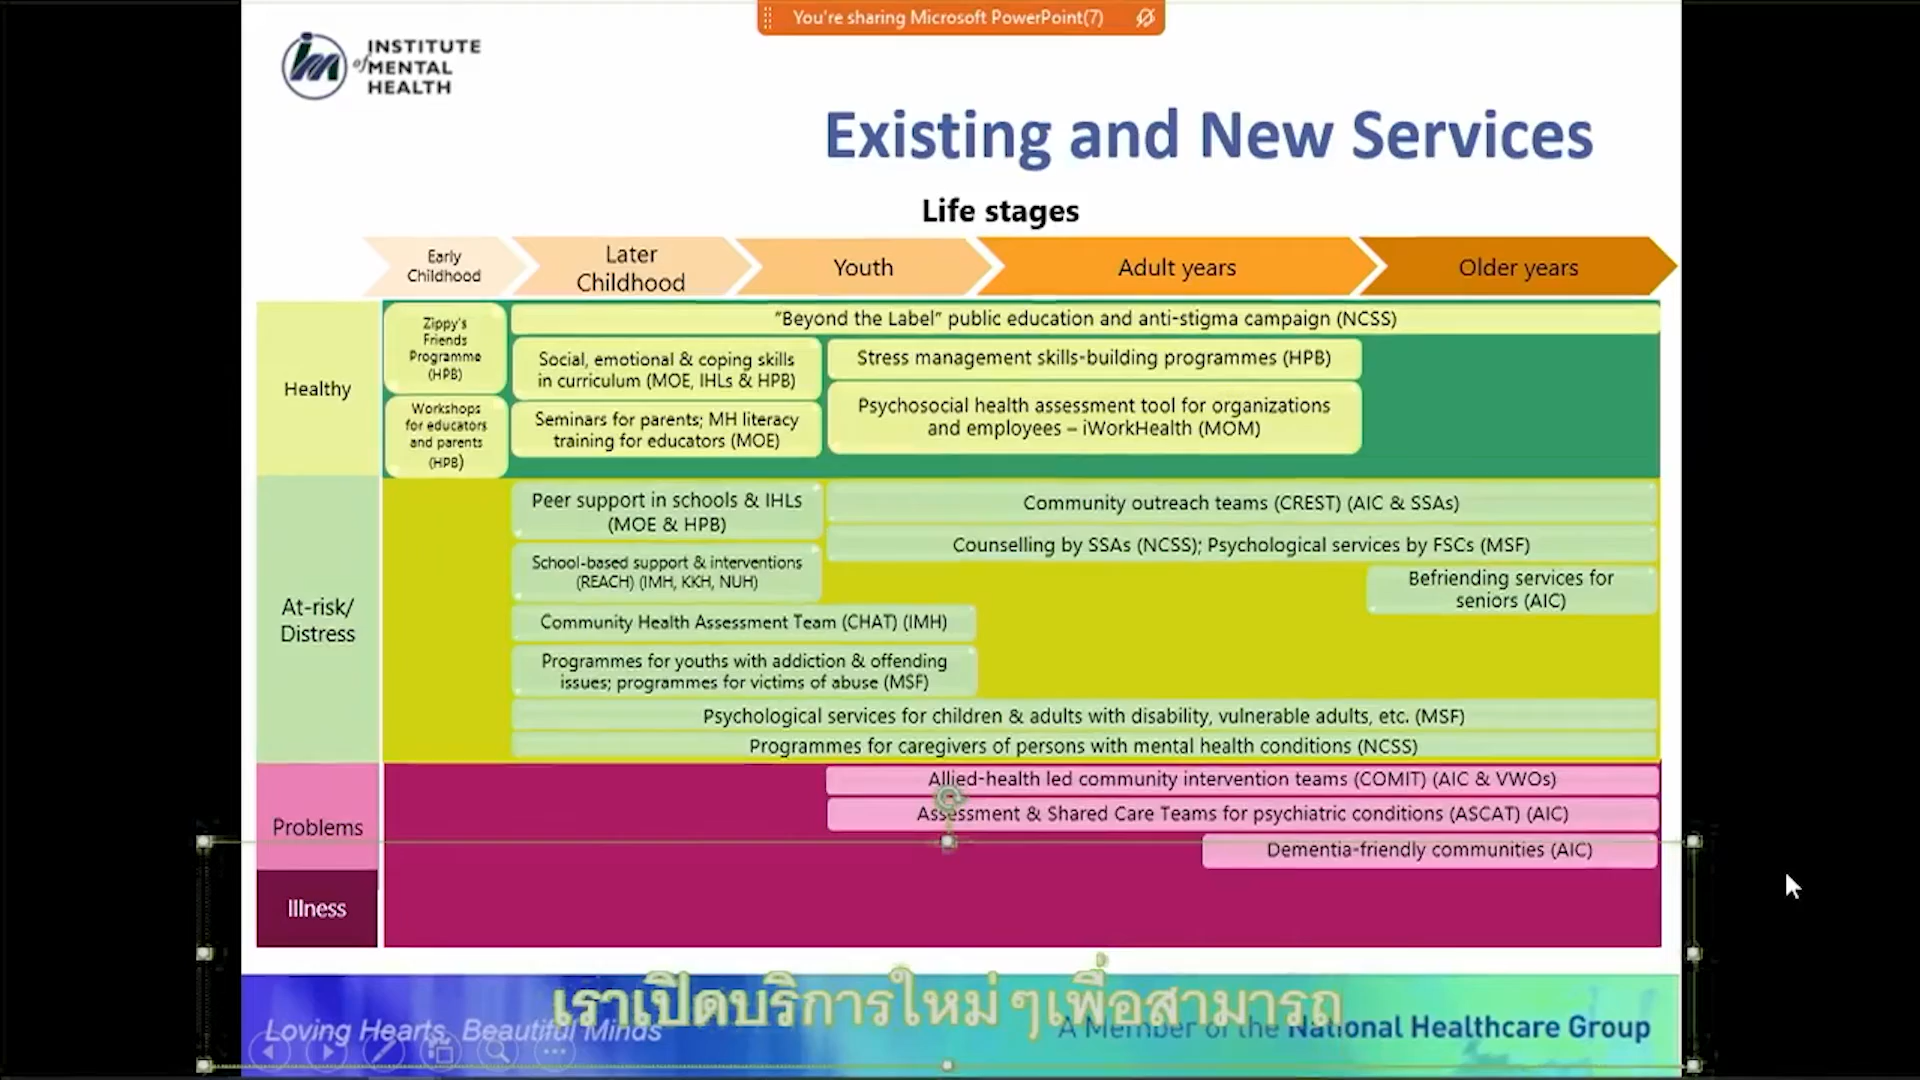 You're sharing Microsoft PowerPoint(7)
INSTITUTE
of MENTAL
HEALTH
Existing and New Services
Life stages
Early
Childhood
Later
Childhood
Youth
Adult years
Older years
Healthy
Zippy's
Friends
Programme
(HPB)
Workshops
for educators
and parents
(HPB)
"Beyond the Label" public education and anti-stigma campaign (NCSS)
Social, emotional & coping skills
in curriculum (MOE, IHLs & HPB)
Seminars for parents; MH literacy
training for educators (MOE)
Stress management skills-building programmes (HPB)
Psychosocial health assessment tool for organizations
and employees – iWorkHealth (MOM)
At-risk/
Distress
Peer support in schools & IHLs
(MOE & HPB)
School-based support & interventions
(REACH) (IMH, KKH, NUH)
Community outreach teams (CREST) (AIC & SSAs)
Counselling by SSAs (NCSS); Psychological services by FSCs (MSF)
Befriending services for
seniors (AIC)
Community Health Assessment Team (CHAT) (IMH)
Programmes for youths with addiction & offending
issues; programmes for victims of abuse (MSF)
Psychological services for children & adults with disability, vulnerable adults, etc. (MSF)
Programmes for caregivers of persons with mental health conditions (NCSS)
Problems
Allied-health led community intervention teams (COMIT) (AIC & VWOs)
Assessment & Shared Care Teams for psychiatric conditions (ASCAT) (AIC)
Dementia-friendly communities (AIC)
Illness
เราเปิดบริการใหม่ๆเพื่อสามารถ
Loving Hearts, Beautiful Minds
A Member of the National Healthcare Group